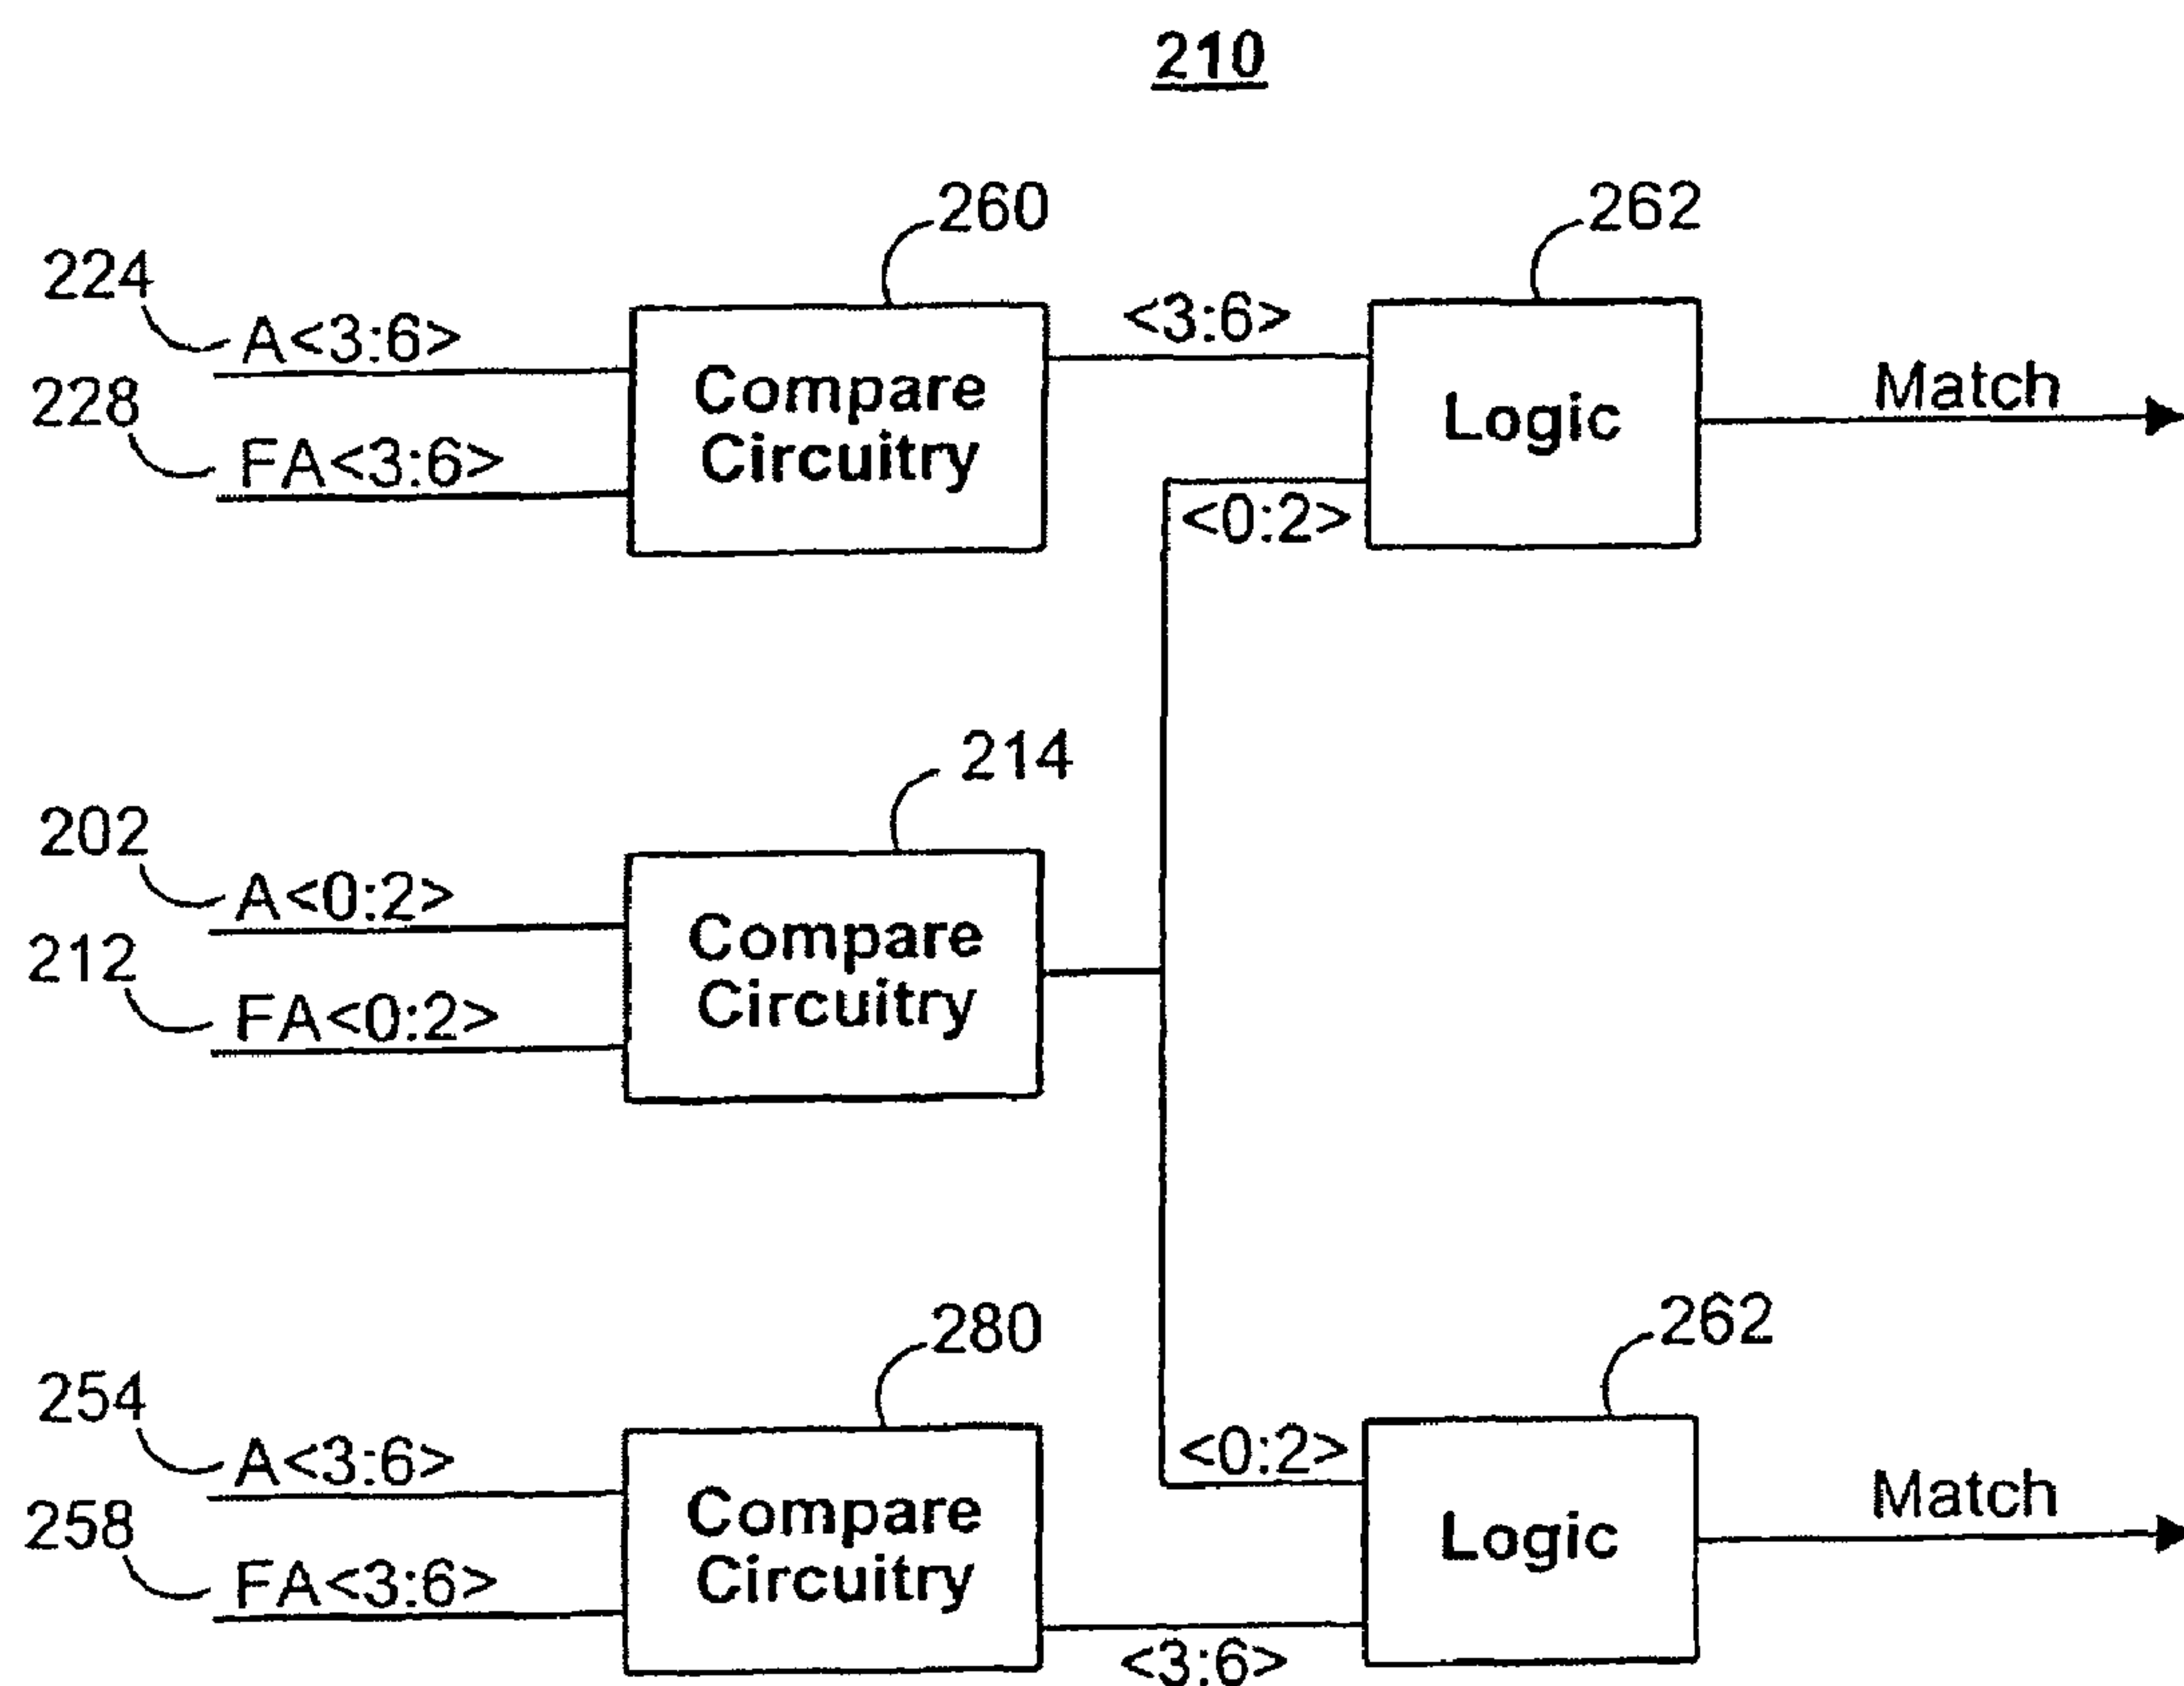 210
260
262
224
A<3:6>
<3:6>
228
FA<3:6>
Compare
Circuitry
Logic
Match
<0:2>
214
202
A<0:2>
212
FA<0:2>
Compare
Circuitry
280
262
254
A<3:6>
<0:2>
258
FA<3:6>
Compare
Circuitry
Logic
Match
<3:6>